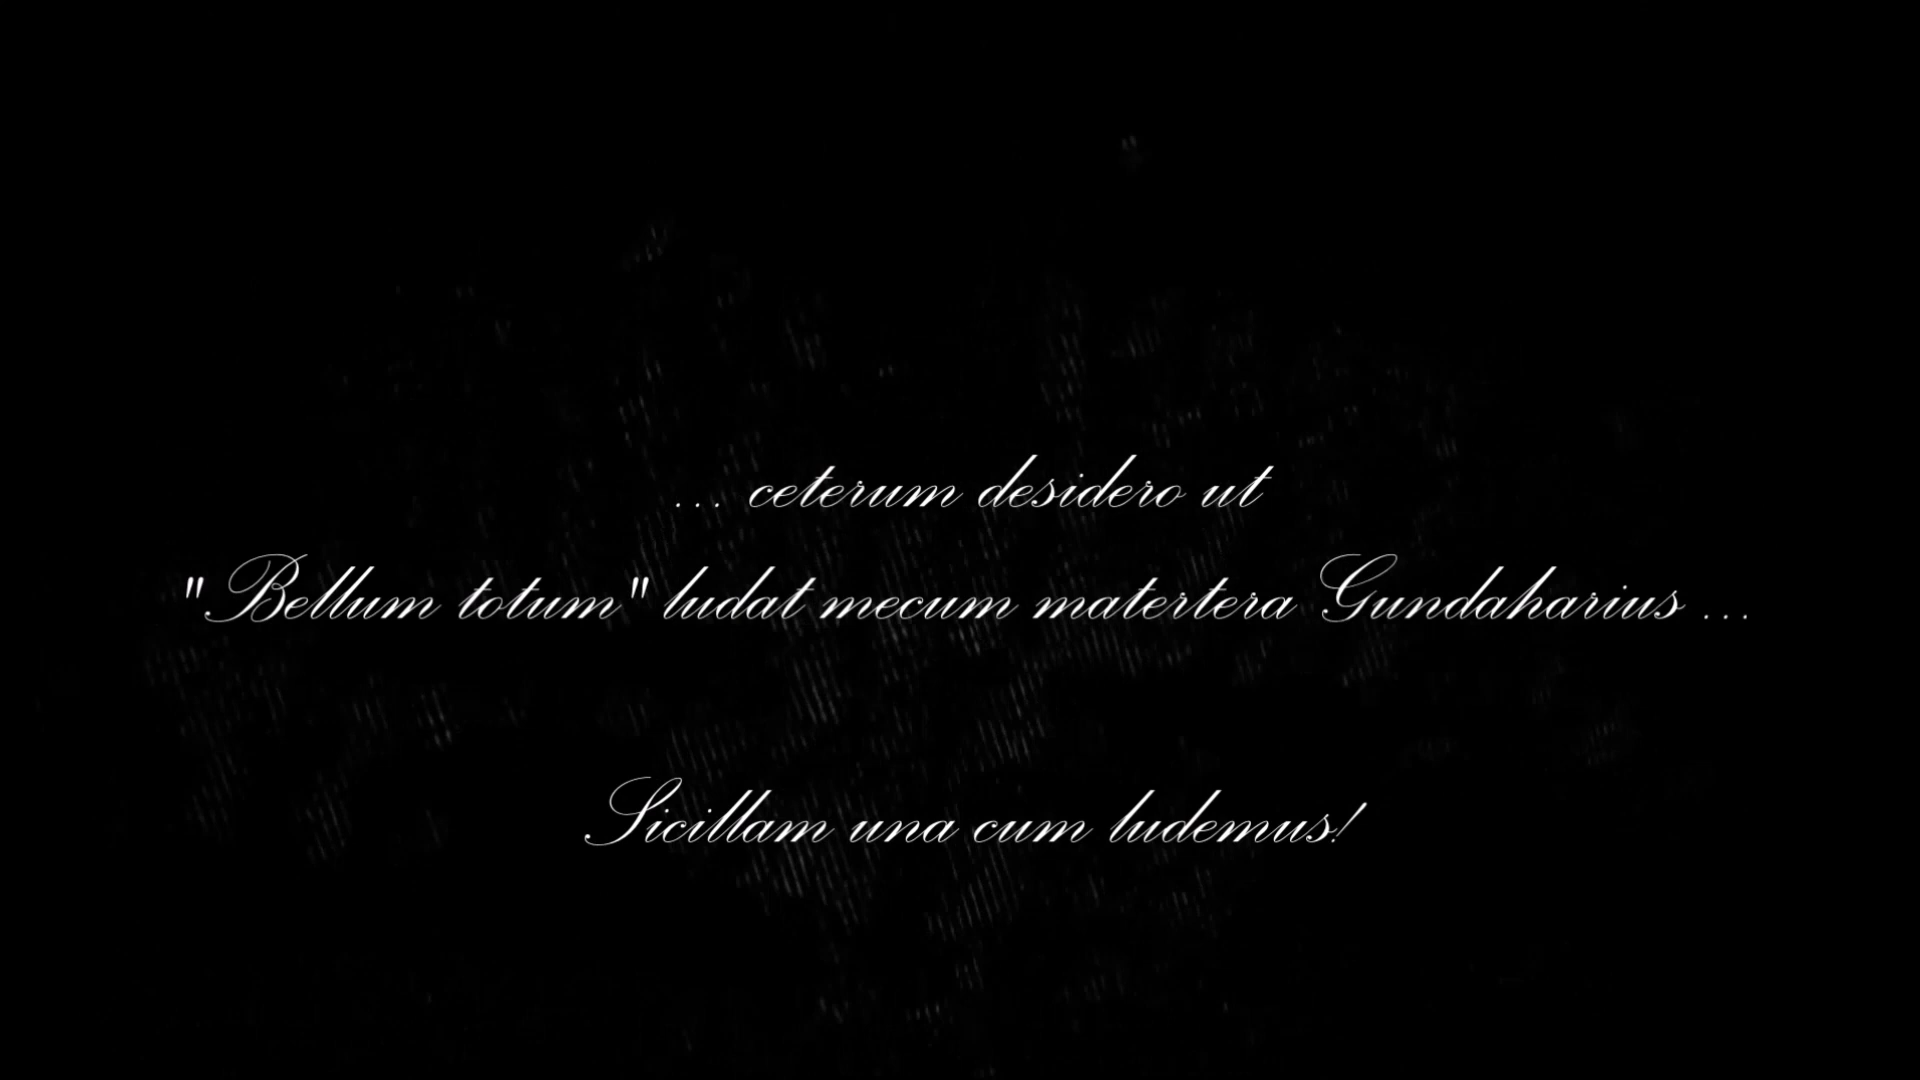 ... ceterum desidero ut
"Bellum totum" ludat mecum matertera Gundaharius ...
Sicillam una cum ludemus!